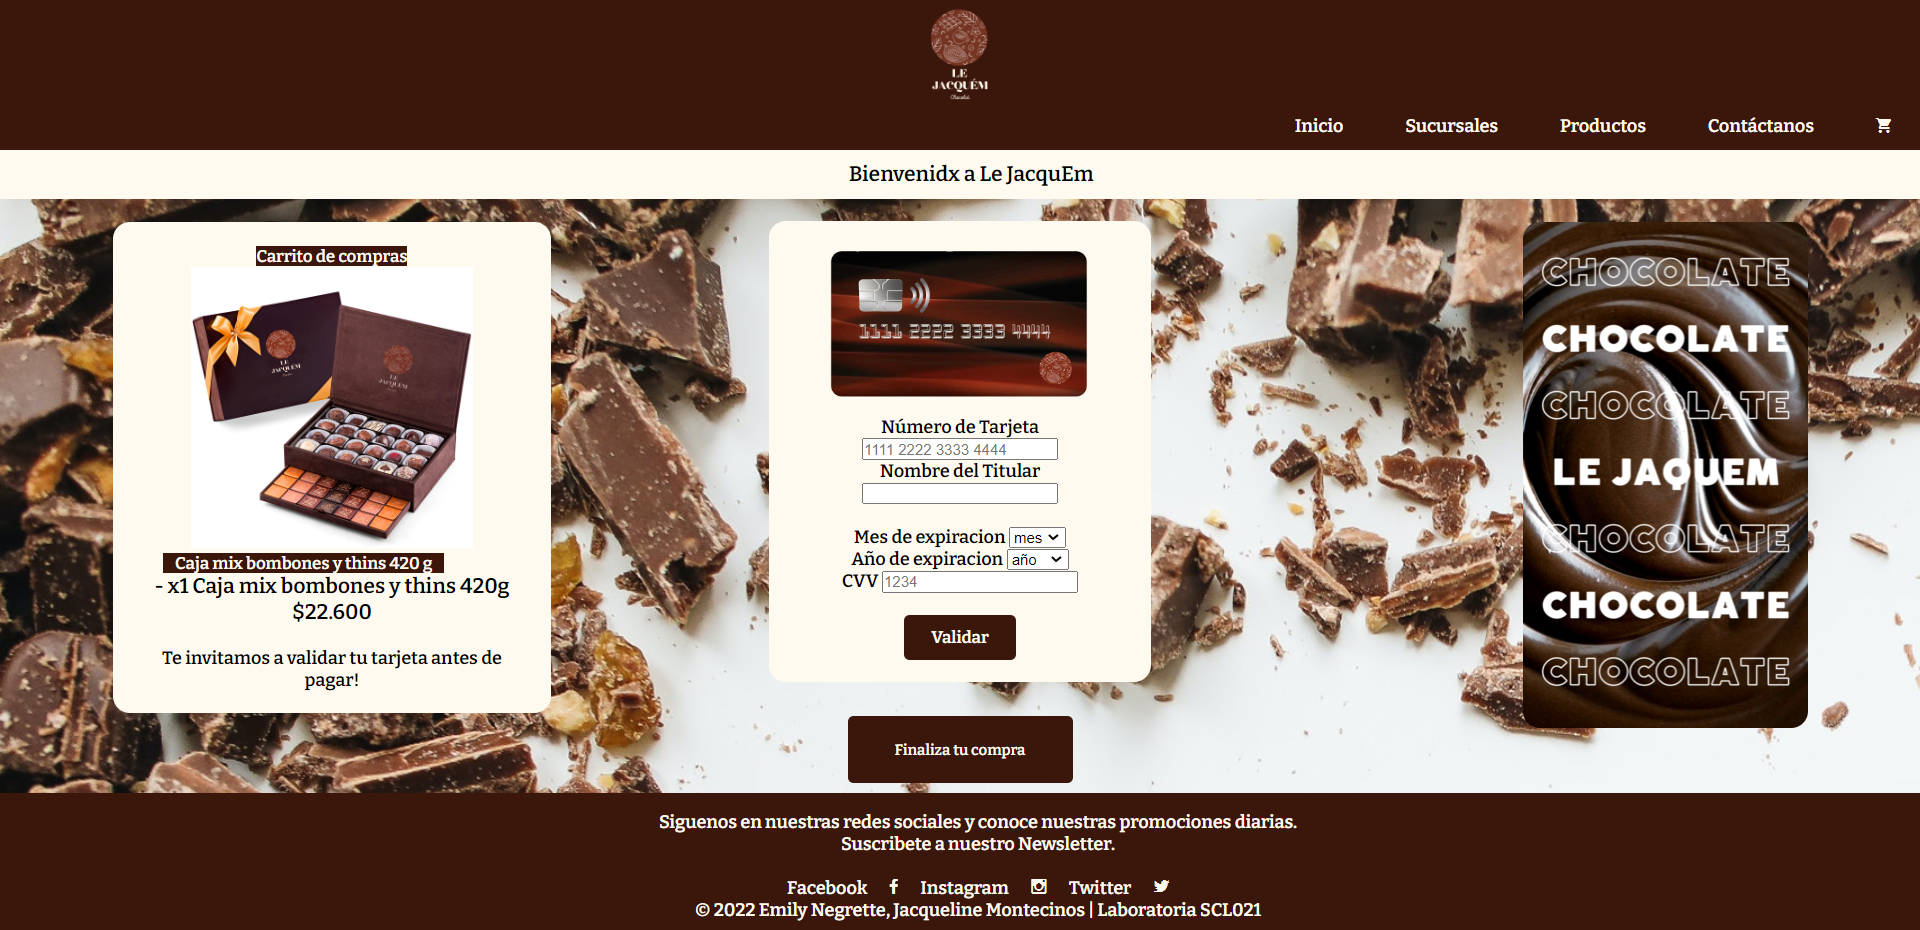 LE
JACQUÉM
Chocolat
Inicio Sucursales Productos Contáctanos
Bienvenidx a Le JacquEm
Carrito de compras
LE
JACQUÉM
LE
JACQUÉM
Caja mix bombones y thins 420 g
- x1 Caja mix bombones y thins 420g
$22.600
Te invitamos a validar tu tarjeta antes de
pagar!
1111 2222 3333 4444
Número de Tarjeta
1111 2222 3333 4444
Nombre del Titular
Mes de expiracion mes
Año de expiracion año
CVV 1234
Validar
Finaliza tu compra
CHOCOLATE
CHOCOLATE
CHOCOLATE
LE JAQUEM
CHOCOLATE
CHOCOLATE
CHOCOLATE
Siguenos en nuestras redes sociales y conoce nuestras promociones diarias.
Suscribete a nuestro Newsletter.
Facebook Instagram Twitter
© 2022 Emily Negrette, Jacqueline Montecinos | Laboratoria SCL021